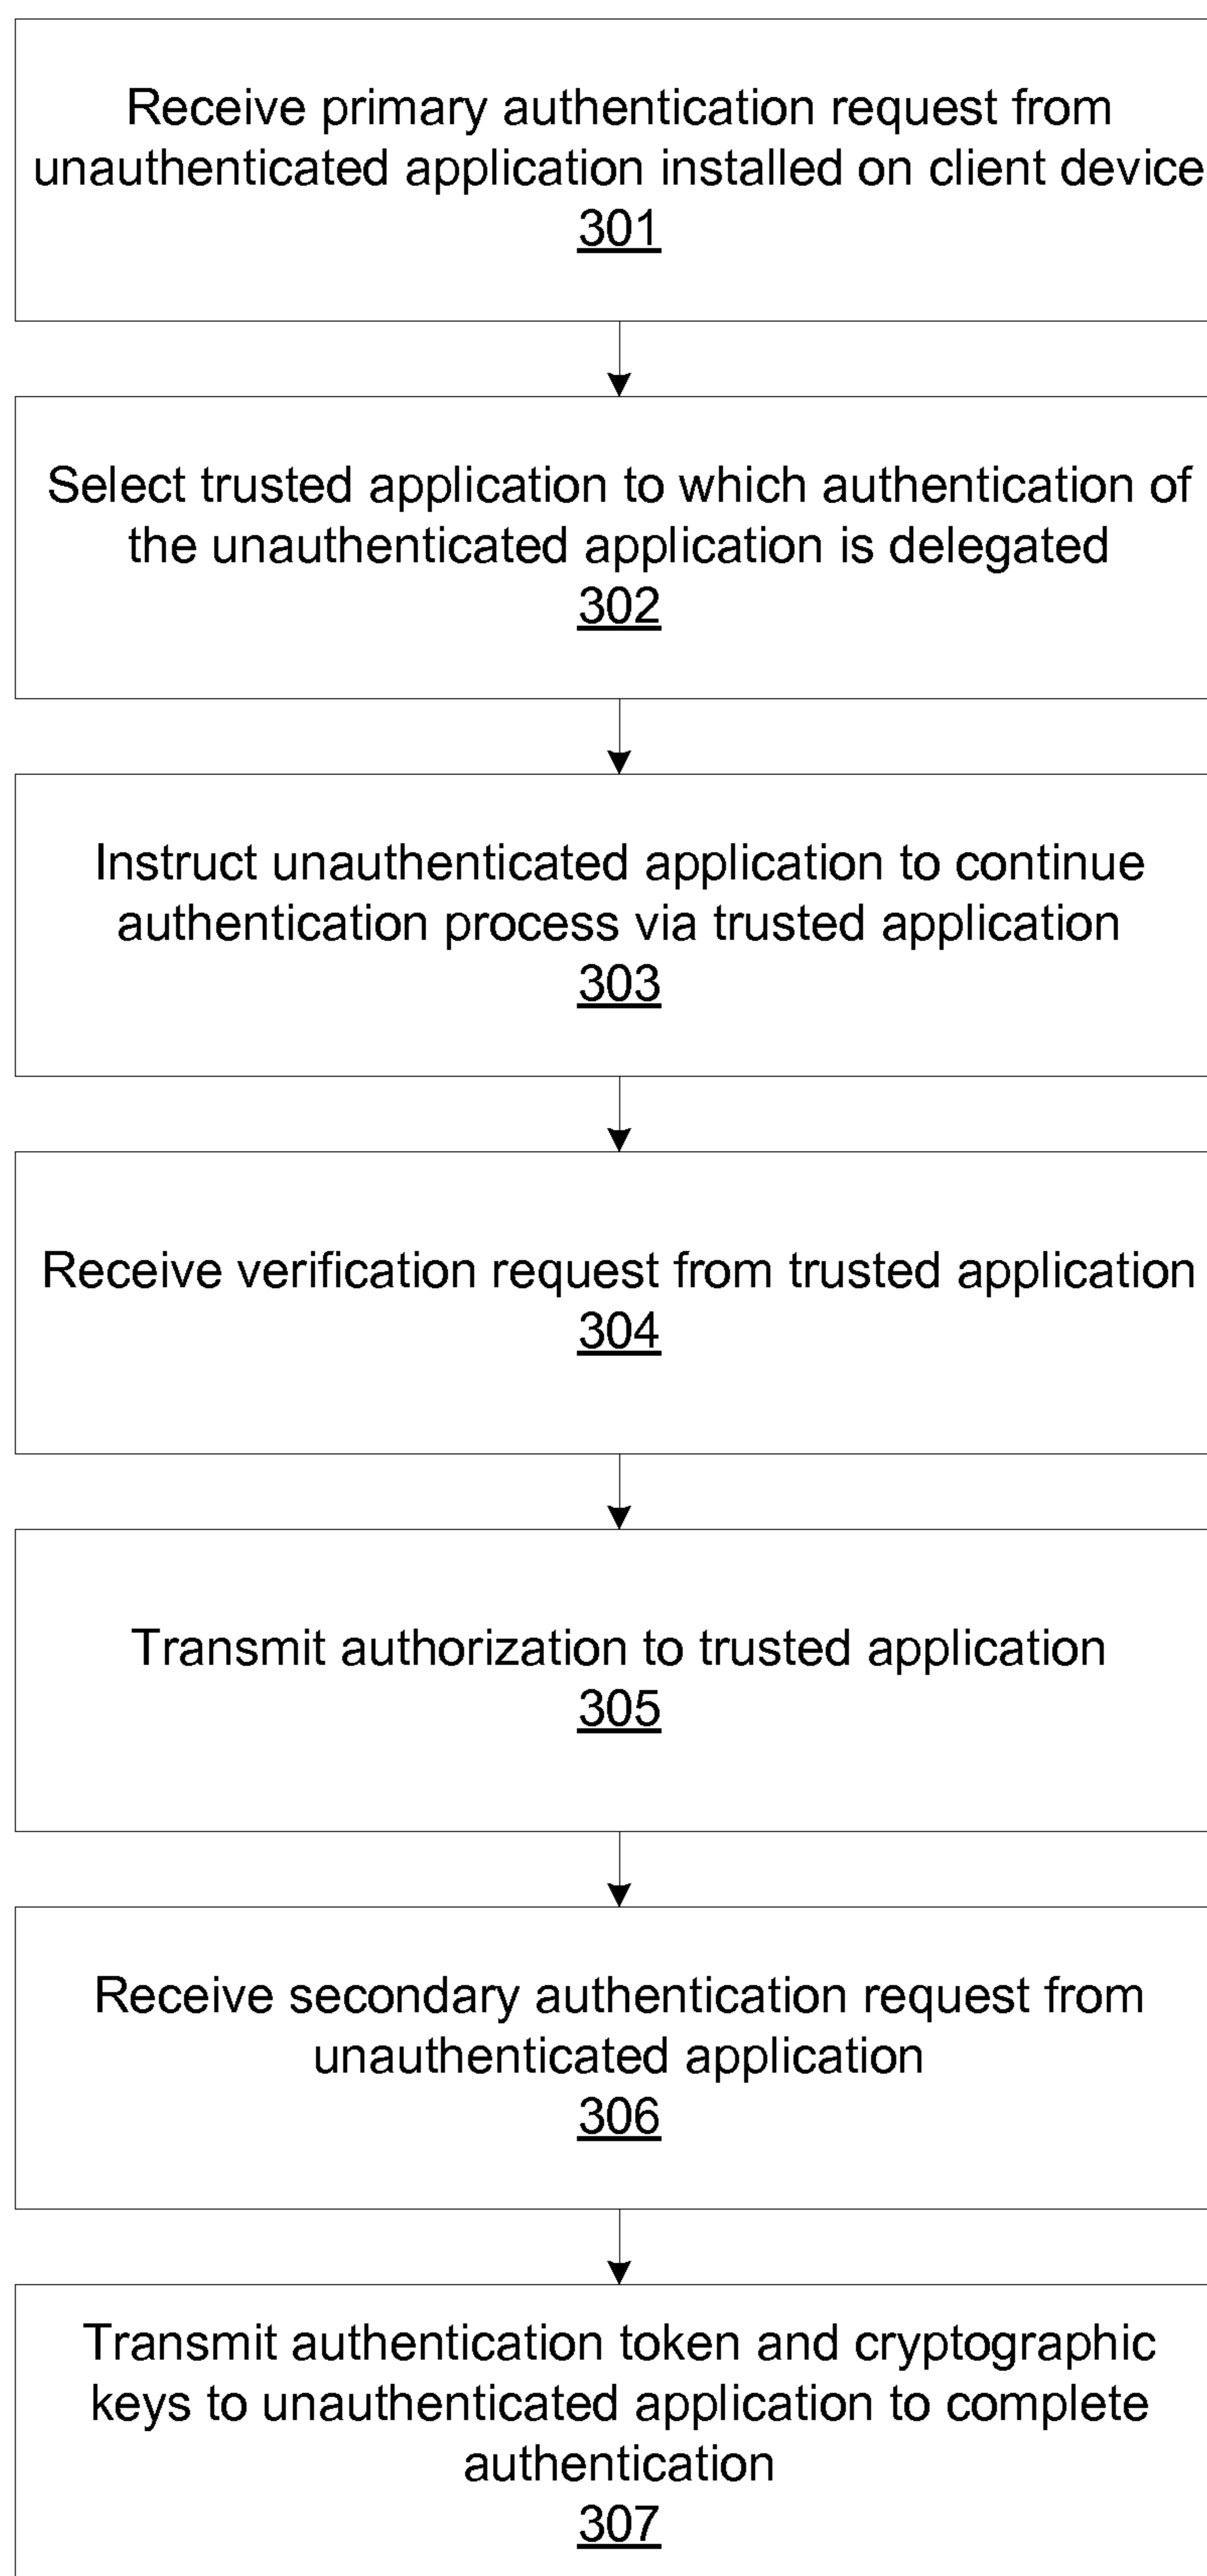 Receive primary authentication request from
unauthenticated application installed on client device
301
Select trusted application to which authentication of
the unauthenticated application is delegated
302
Instruct unauthenticated application to continue
authentication process via trusted application
303
Receive verification request from trusted application
304
Transmit authorization to trusted application
305
Receive secondary authentication request from
unauthenticated application
306
Transmit authentication token and cryptographic
keys to unauthenticated application to complete
authentication
307